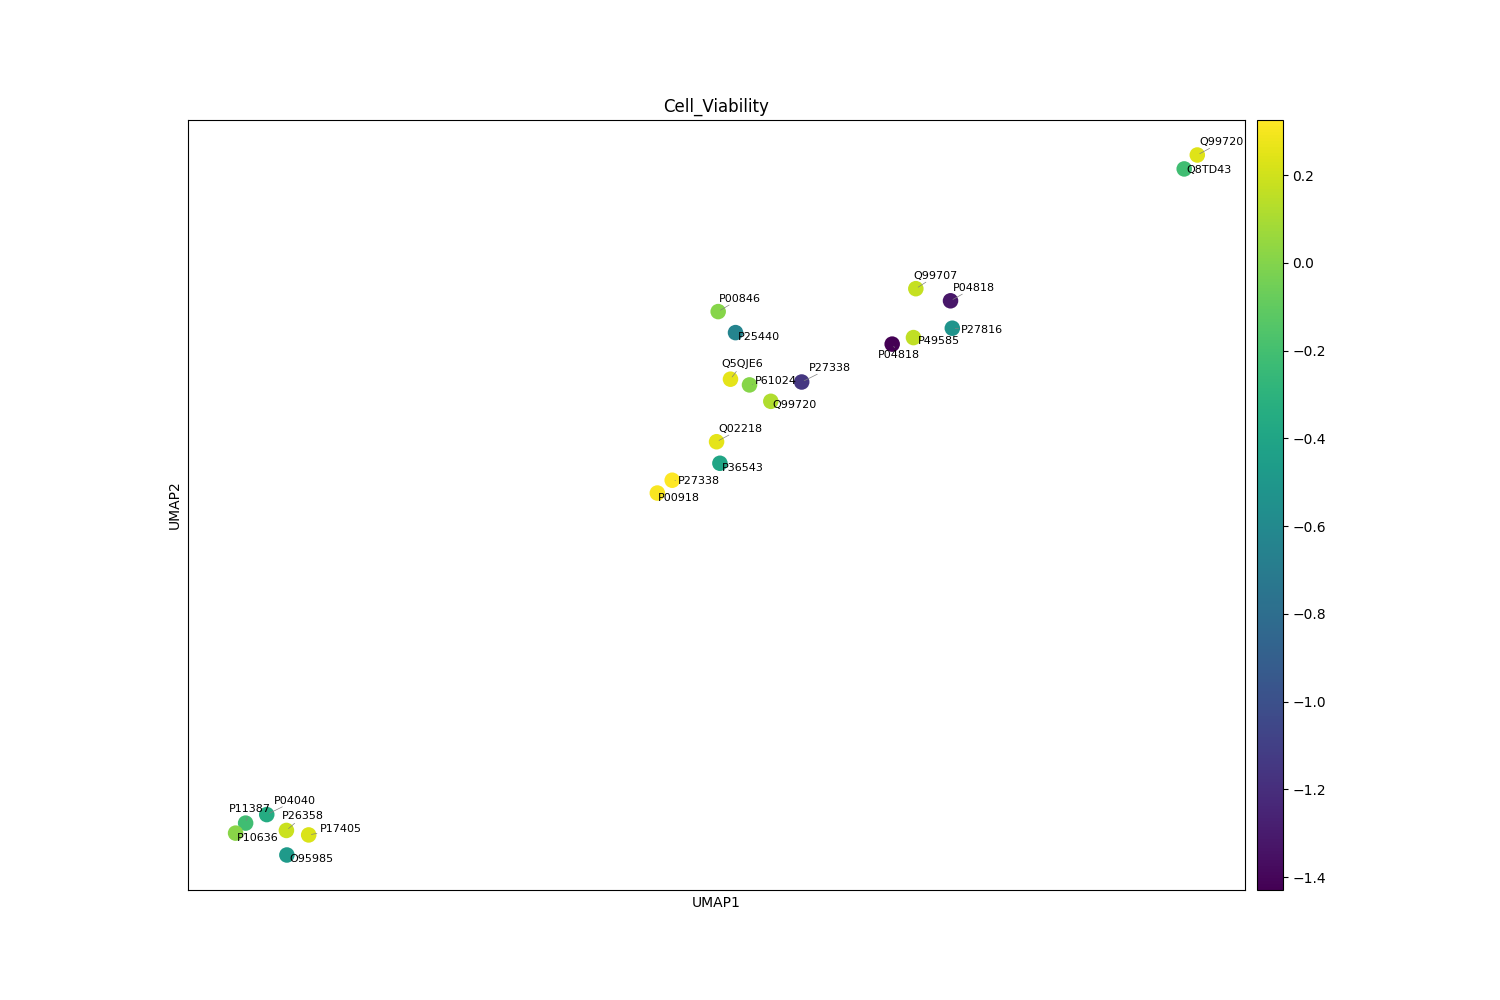 Cell_Viability
Q99720
Q8TD43
Q99707
P04818
P00846
P27816
P25440
P49585
P04818
Q5QJE6
P27338
P61024
Q99720
Q02218
P36543
P27338
P00918
P04040
P11387
P26358
P17405
P10636
O95985
UMAP1
UMAP2
0.2
0.0
−0.2
−0.4
−0.6
−0.8
−1.0
−1.2
−1.4